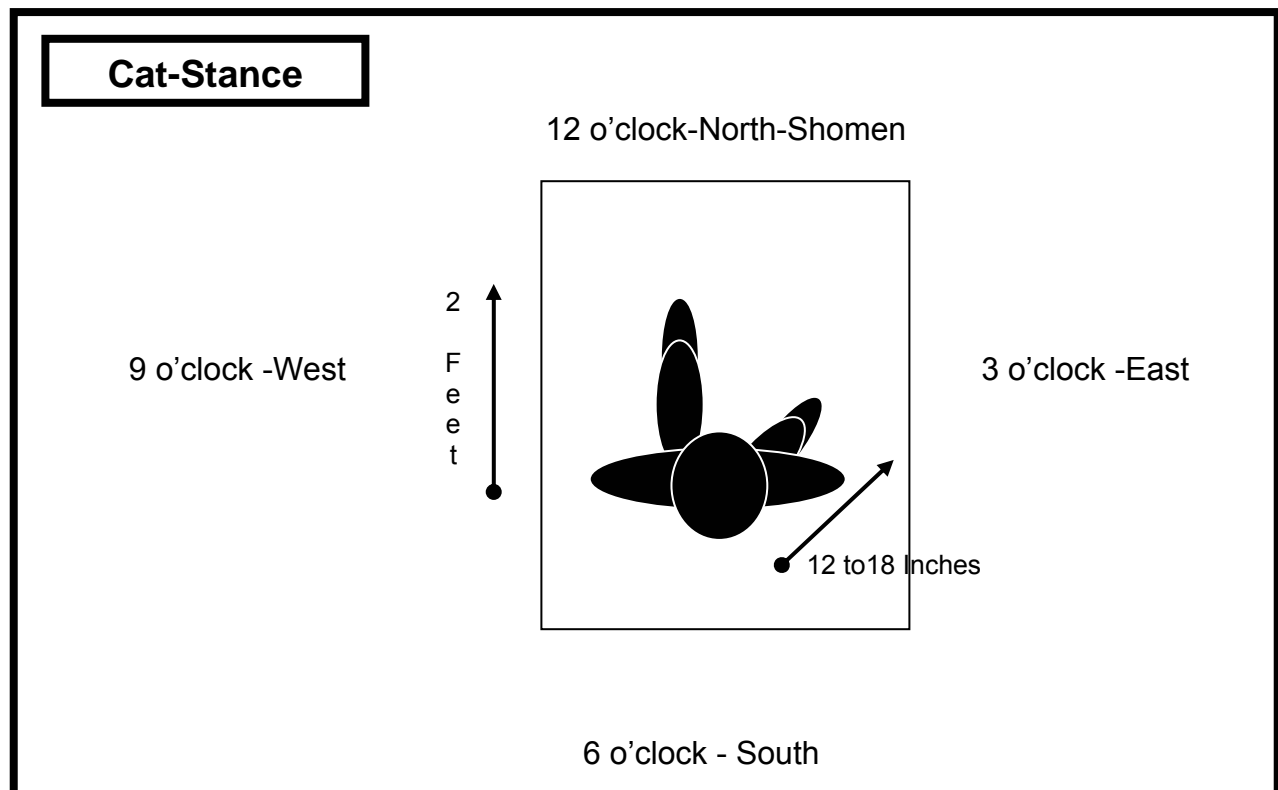 Cat-Stance
12 o’clock-North-Shomen
2 Feet
9 o’clock -West
3 o’clock -East
12 to18 Inches
6 o’clock - South